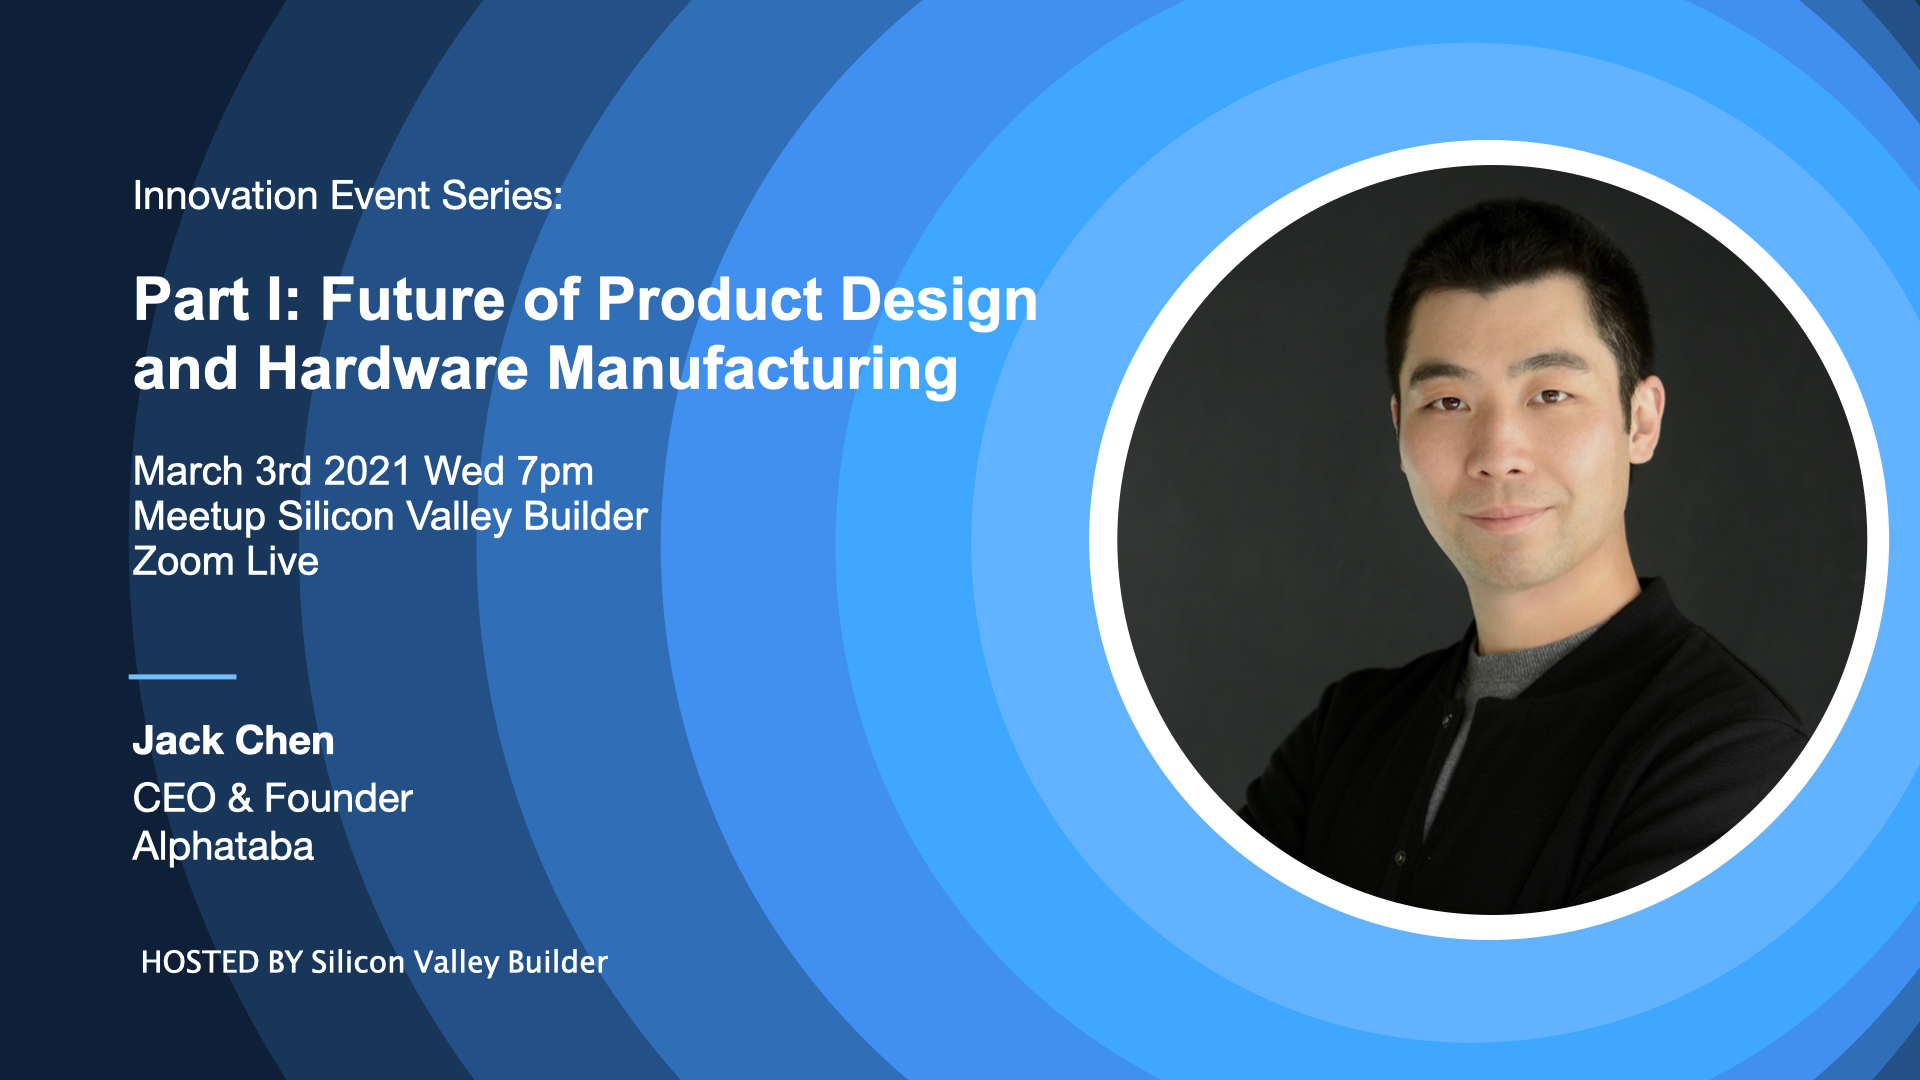 Innovation Event Series:
Part I: Future of Product Design
and Hardware Manufacturing
March 3rd 2021 Wed 7pm
Meetup Silicon Valley Builder
Zoom Live
Jack Chen
CEO & Founder
Alphataba
HOSTED BY Silicon Valley Builder